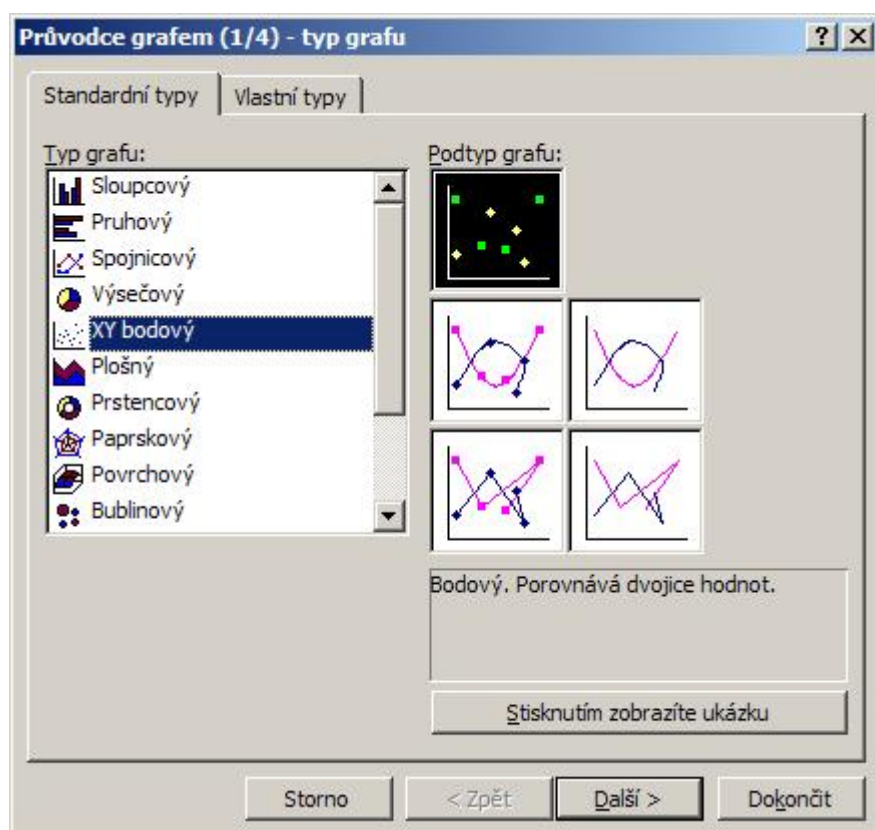 Průvodce grafem (1/4) - typ grafu
Standardní typy
Vlastní typy
Typ grafu:
Podtyp grafu:
Sloupcový
Pruhový
Spojnicový
Výsečový
XY bodový
Plošný
Prstencový
Paprskový
Povrchový
Bublinový
Bodový. Porovnává dvojice hodnot.
Stisknutím zobrazíte ukázku
Storno
< Zpět
Další >
Dokončit